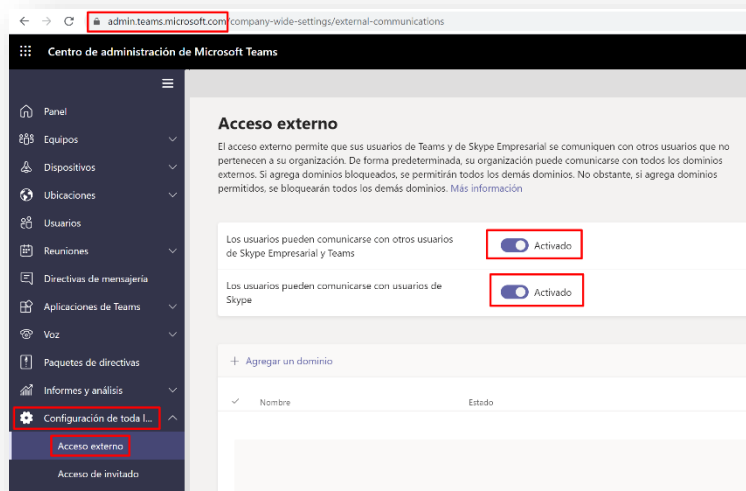 admin.teams.microsoft.com/company-wide-settings/external-communications
Centro de administración de Microsoft Teams
Panel
Equipos
Dispositivos
Ubicaciones
Usuarios
Reuniones
Directivas de mensajería
Aplicaciones de Teams
Voz
Paquetes de directivas
Informes y análisis
Configuración de toda l...
Acceso externo
Acceso de invitado
Acceso externo
El acceso externo permite que sus usuarios de Teams y de Skype Empresarial se comuniquen con otros usuarios que no
pertenecen a su organización. De forma predeterminada, su organización puede comunicarse con todos los dominios
externos. Si agrega dominios bloqueados, se permitirán todos los demás dominios. No obstante, si agrega dominios
permitidos, se bloquearán todos los demás dominios. Más información
Los usuarios pueden comunicarse con otros usuarios
de Skype Empresarial y Teams
Activado
Los usuarios pueden comunicarse con usuarios de
Skype
Activado
+ Agregar un dominio
Nombre
Estado